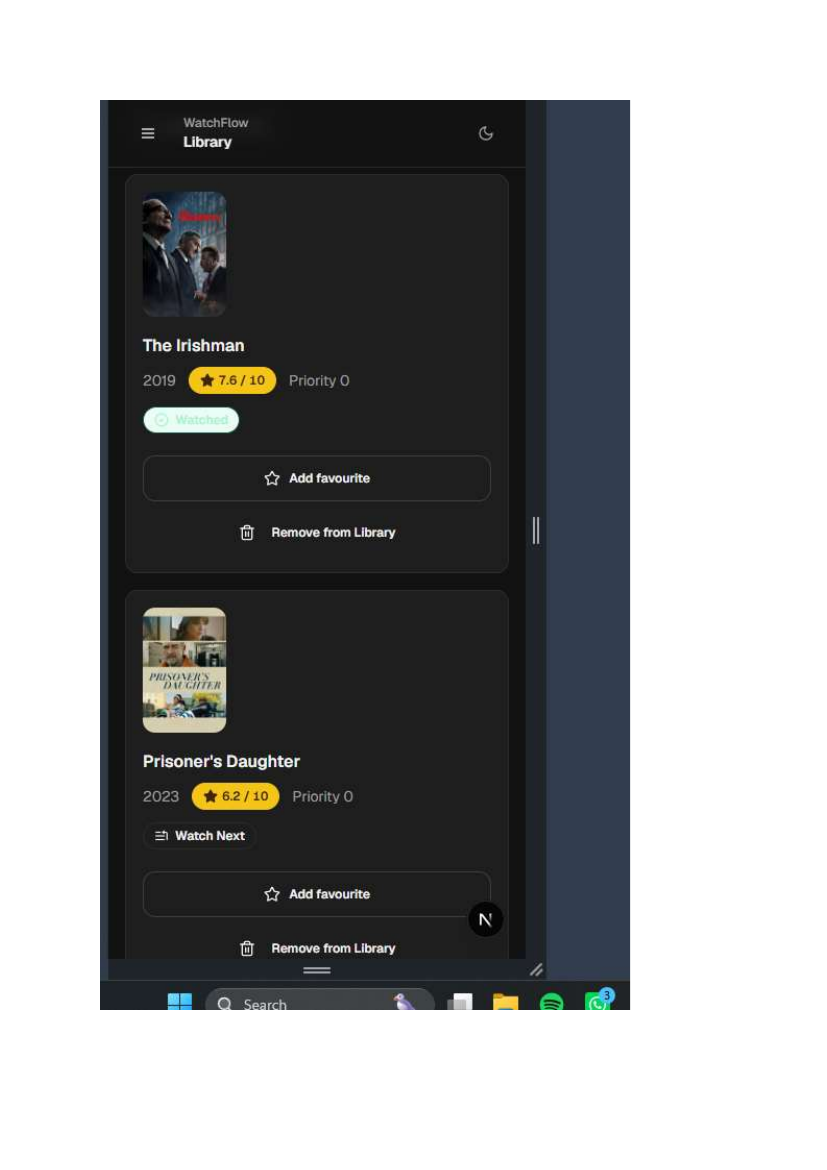 WatchFlow
Library
The Irishman
2019 7.6 / 10 Priority 0
Watched
Add favourite
Remove from Library
PRISONER'S
DAUGHTER
Prisoner's Daughter
2023 6.2 / 10 Priority 0
Watch Next
Add favourite
N
Remove from Library
Search
3